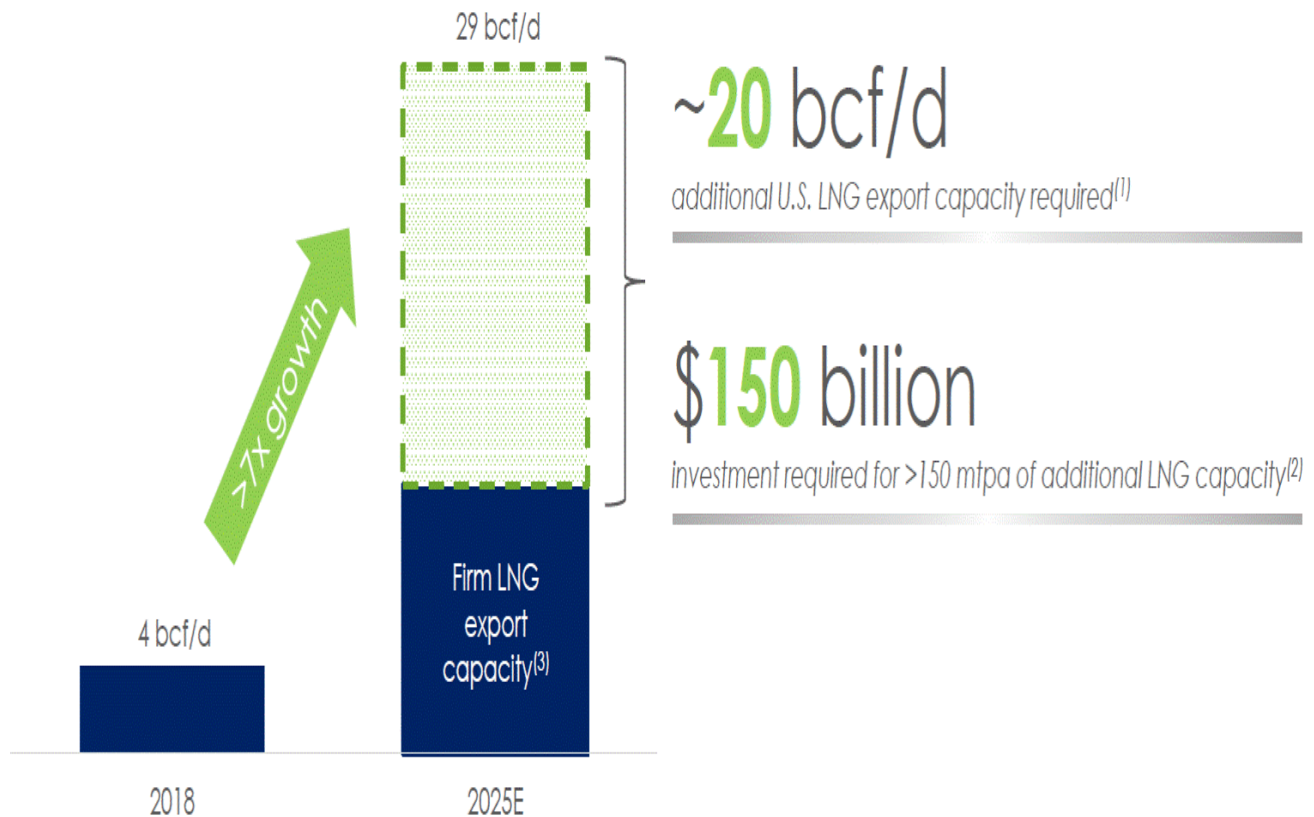 29 bcf/d
~20 bcf/d
additional U.S. LNG export capacity required(1)
>7x growth
$150 billion
investment required for >150 mtpa of additional LNG capacity(2)
Firm LNG
export
capacity(3)
4 bcf/d
2018
2025E